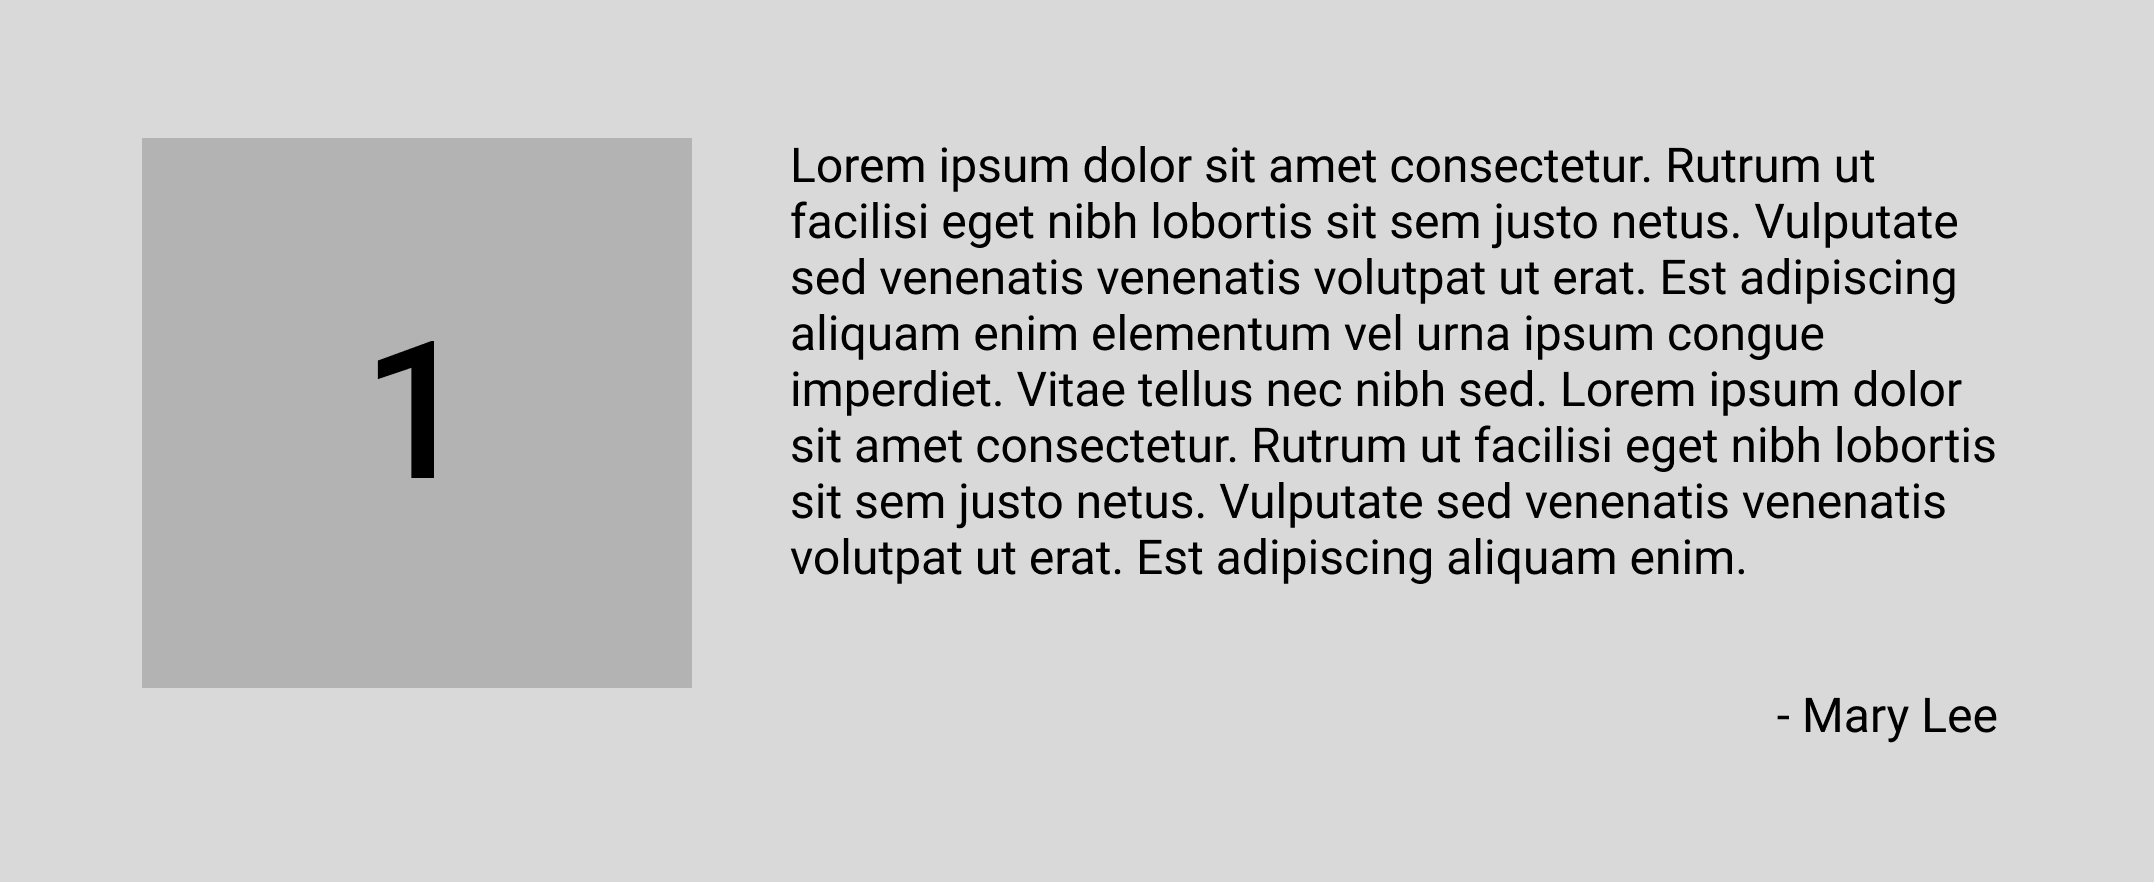 1
Lorem ipsum dolor sit amet consectetur. Rutrum ut
facilisi eget nibh lobortis sit sem justo netus. Vulputate
sed venenatis venenatis volutpat ut erat. Est adipiscing
aliquam enim elementum vel urna ipsum congue
imperdiet. Vitae tellus nec nibh sed. Lorem ipsum dolor
sit amet consectetur. Rutrum ut facilisi eget nibh lobortis
sit sem justo netus. Vulputate sed venenatis venenatis
volutpat ut erat. Est adipiscing aliquam enim.
- Mary Lee